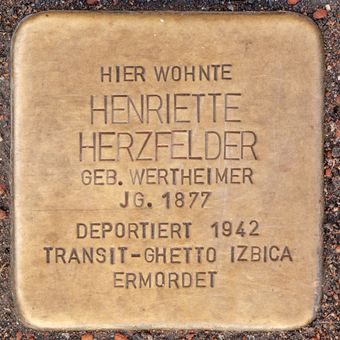 HIER WOHNTE
HENRIETTE
HERZFELDER
GEB. WERTHEIMER
JG. 1877
DEPORTIERT 1942
TRANSIT-GHETTO IZBICA
ERMORDET